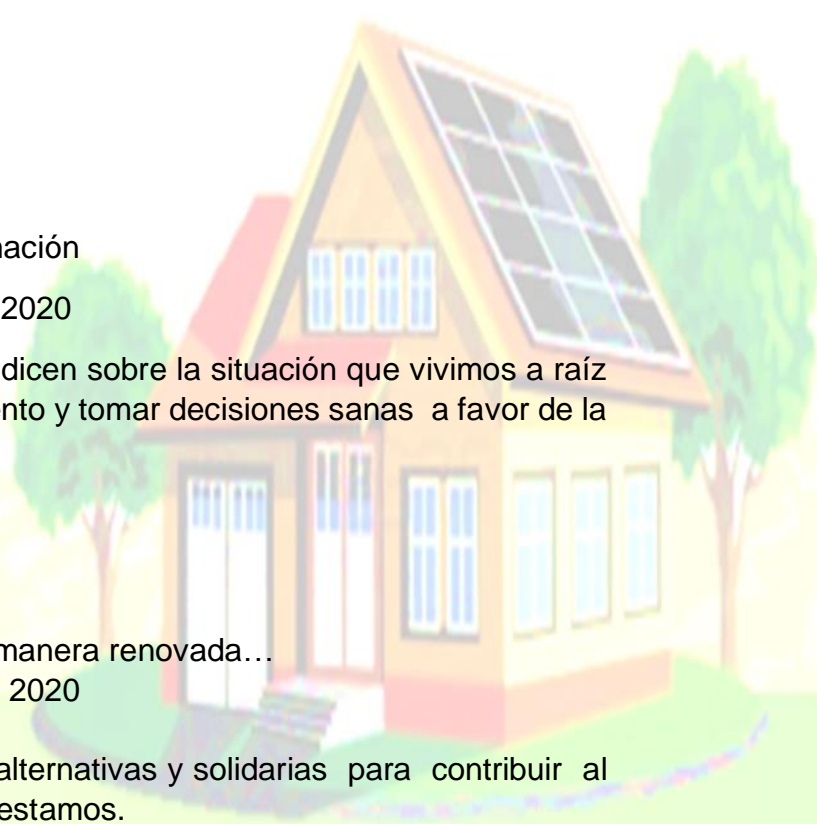 nación
2020
dicen sobre la situación que vivimos a raíz
ento y tomar decisiones sanas a favor de la
manera renovada…
2020
alternativas y solidarias para contribuir al
estamos.